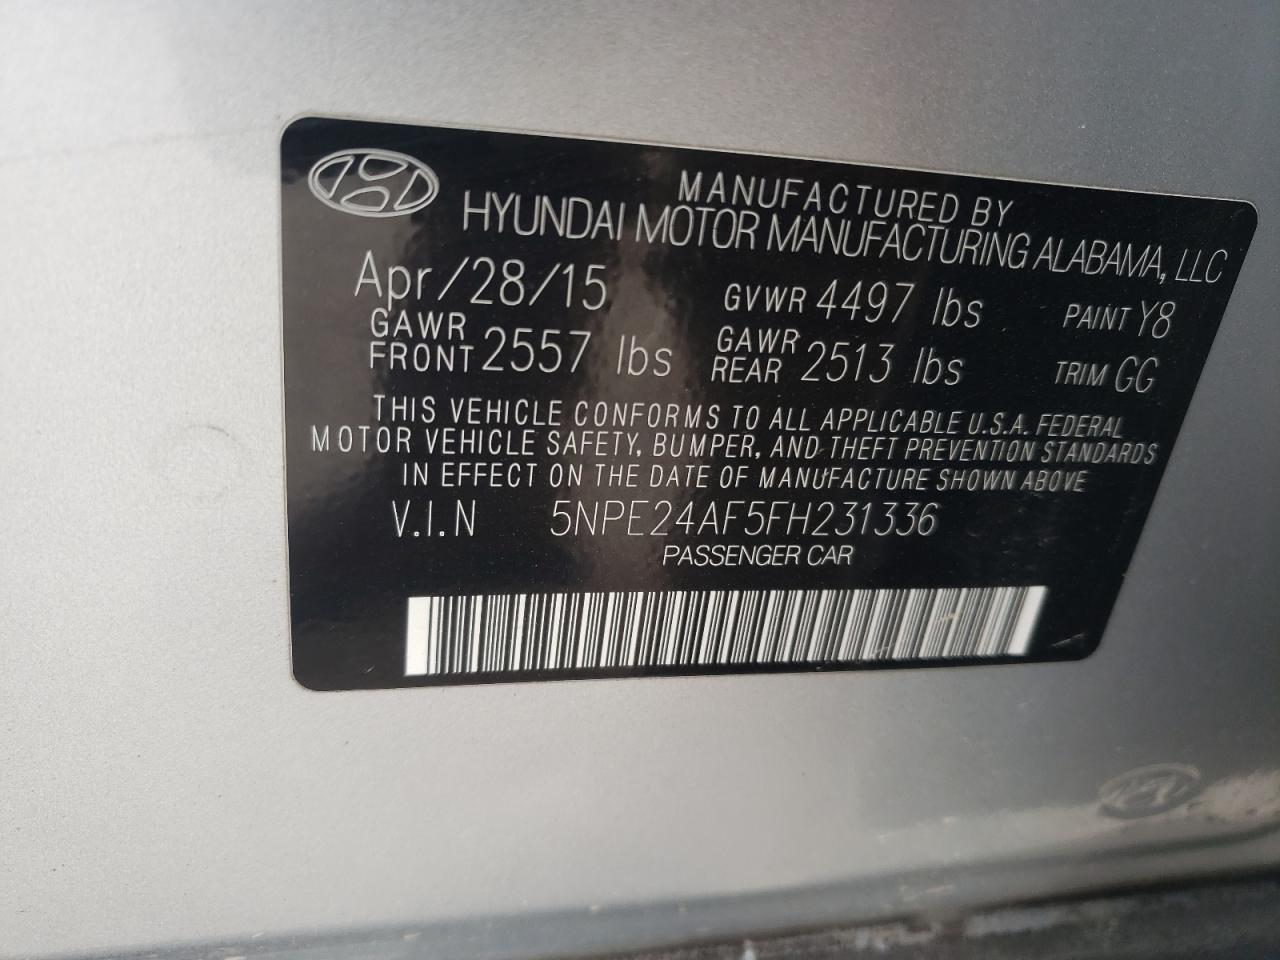 MANUFACTURED BY
HYUNDAI MOTOR MANUFACTURING ALABAMA, LLC
Apr/28/15 GVWR 4497 lbs PAINT Y8
GAWR FRONT 2557 lbs GAWR REAR 2513 lbs TRIM GG
THIS VEHICLE CONFORMS TO ALL APPLICABLE U.S.A. FEDERAL
MOTOR VEHICLE SAFETY, BUMPER, AND THEFT PREVENTION STANDARDS
IN EFFECT ON THE DATE OF MANUFACTURE SHOWN ABOVE
V.I.N 5NPE24AF5FH231336
PASSENGER CAR